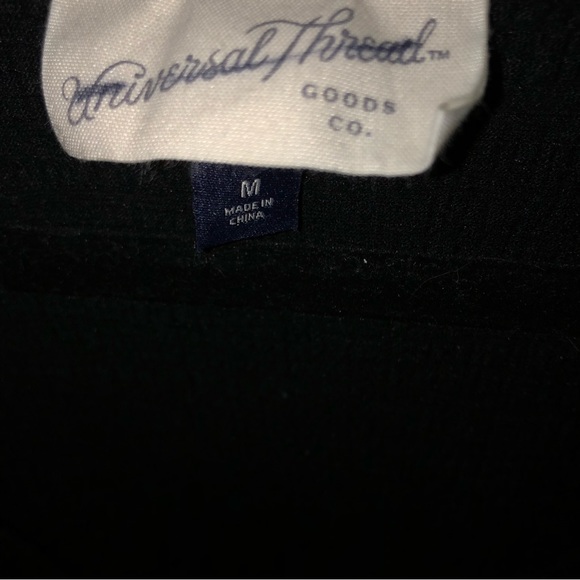 Universal Thread™
GOODS
CO.
M
MADE IN
CHINA